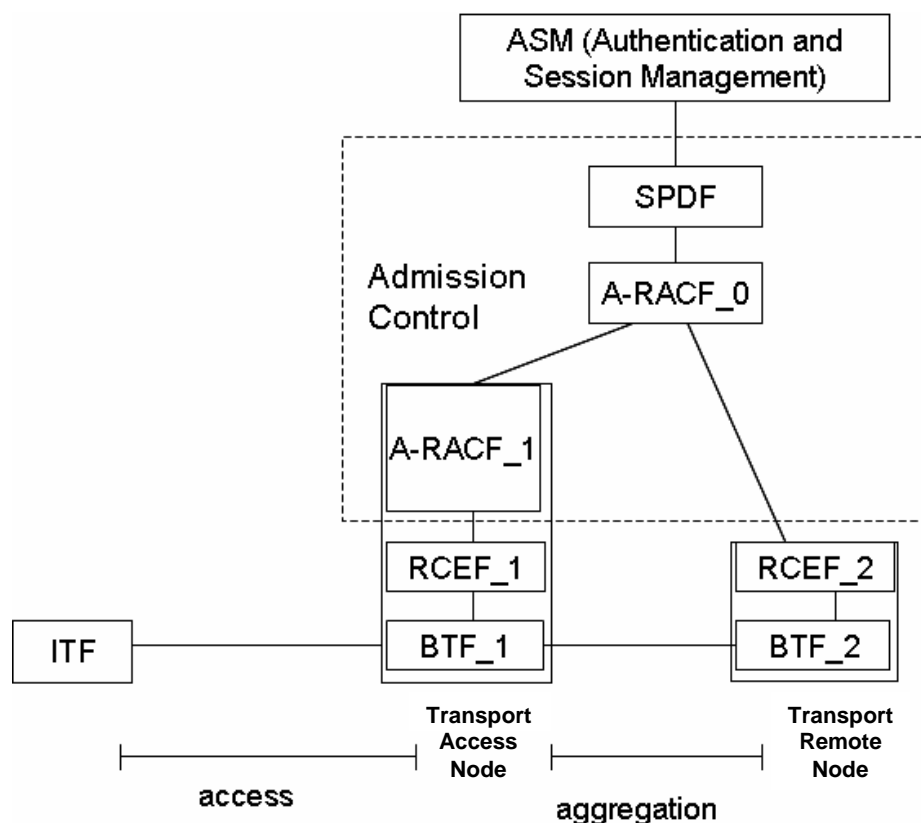 ASM (Authentication and
Session Management)
SPDF
Admission
Control
A-RACF_0
A-RACF_1
RCEF_1
RCEF_2
ITF
BTF_1
BTF_2
Transport
Access
Node
Transport
Remote
Node
access
aggregation